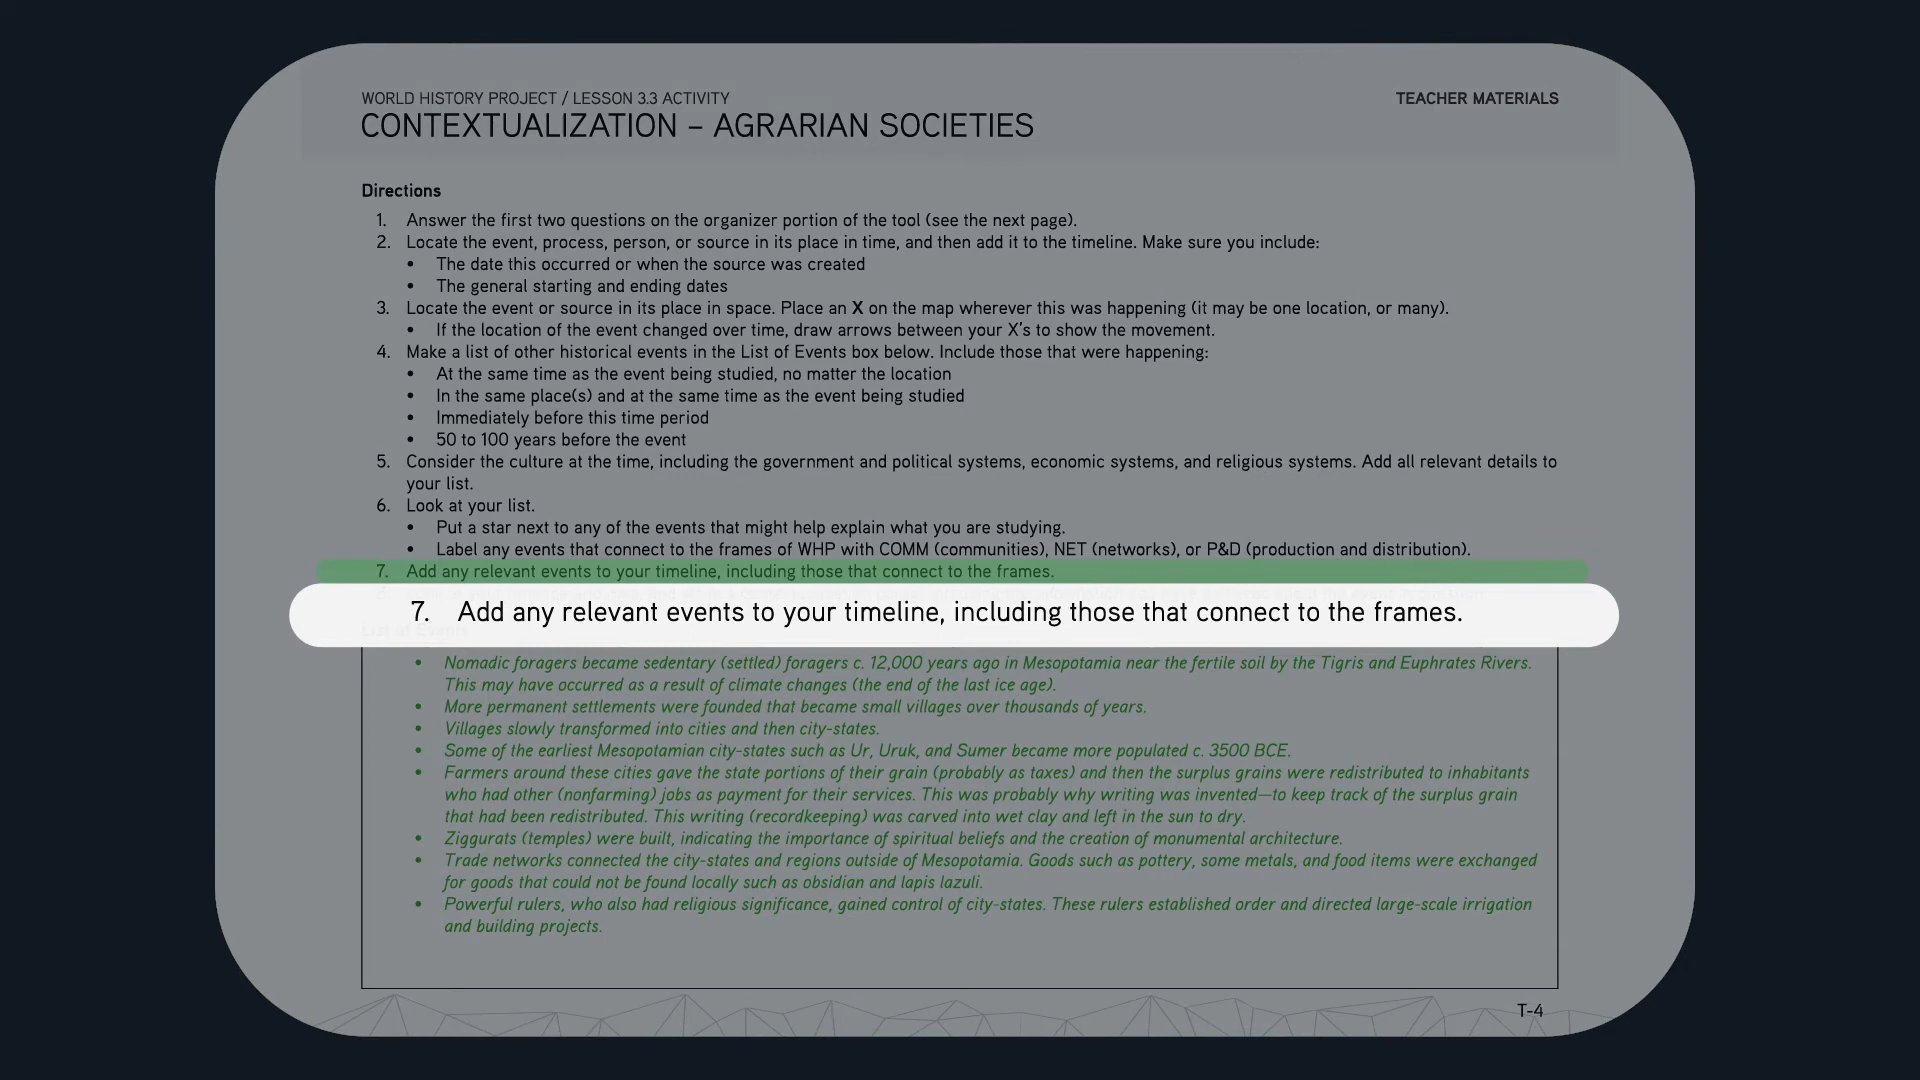 WORLD HISTORY PROJECT / LESSON 3.3 ACTIVITY
TEACHER MATERIALS
CONTEXTUALIZATION – AGRARIAN SOCIETIES
Directions
1. Answer the first two questions on the organizer portion of the tool (see the next page).
2. Locate the event, process, person, or source in its place in time, and then add it to the timeline. Make sure you include:
• The date this occurred or when the source was created
• The general starting and ending dates
3. Locate the event or source in its place in space. Place an X on the map wherever this was happening (it may be one location, or many).
• If the location of the event changed over time, draw arrows between your X's to show the movement.
4. Make a list of other historical events in the List of Events box below. Include those that were happening:
• At the same time as the event being studied, no matter the location
• In the same place(s) and at the same time as the event being studied
• Immediately before this time period
• 50 to 100 years before the event
5. Consider the culture at the time, including the government and political systems, economic systems, and religious systems. Add all relevant details to
your list.
6. Look at your list.
• Put a star next to any of the events that might help explain what you are studying.
• Label any events that connect to the frames of WHP with COMM (communities), NET (networks), or P&D (production and distribution).
7. Add any relevant events to your timeline, including those that connect to the frames.
7. Add any relevant events to your timeline, including those that connect to the frames.
List of Events
• Nomadic foragers became sedentary (settled) foragers c. 12,000 years ago in Mesopotamia near the fertile soil by the Tigris and Euphrates Rivers.
This may have occurred as a result of climate changes (the end of the last ice age).
• More permanent settlements were founded that became small villages over thousands of years.
• Villages slowly transformed into cities and then city-states.
• Some of the earliest Mesopotamian city-states such as Ur, Uruk, and Sumer became more populated c. 3500 BCE.
• Farmers around these cities gave the state portions of their grain (probably as taxes) and then the surplus grains were redistributed to inhabitants
who had other (nonfarming) jobs as payment for their services. This was probably why writing was invented—to keep track of the surplus grain
that had been redistributed. This writing (recordkeeping) was carved into wet clay and left in the sun to dry.
• Ziggurats (temples) were built, indicating the importance of spiritual beliefs and the creation of monumental architecture.
• Trade networks connected the city-states and regions outside of Mesopotamia. Goods such as pottery, some metals, and food items were exchanged
for goods that could not be found locally such as obsidian and lapis lazuli.
• Powerful rulers, who also had religious significance, gained control of city-states. These rulers established order and directed large-scale irrigation
and building projects.
T-4